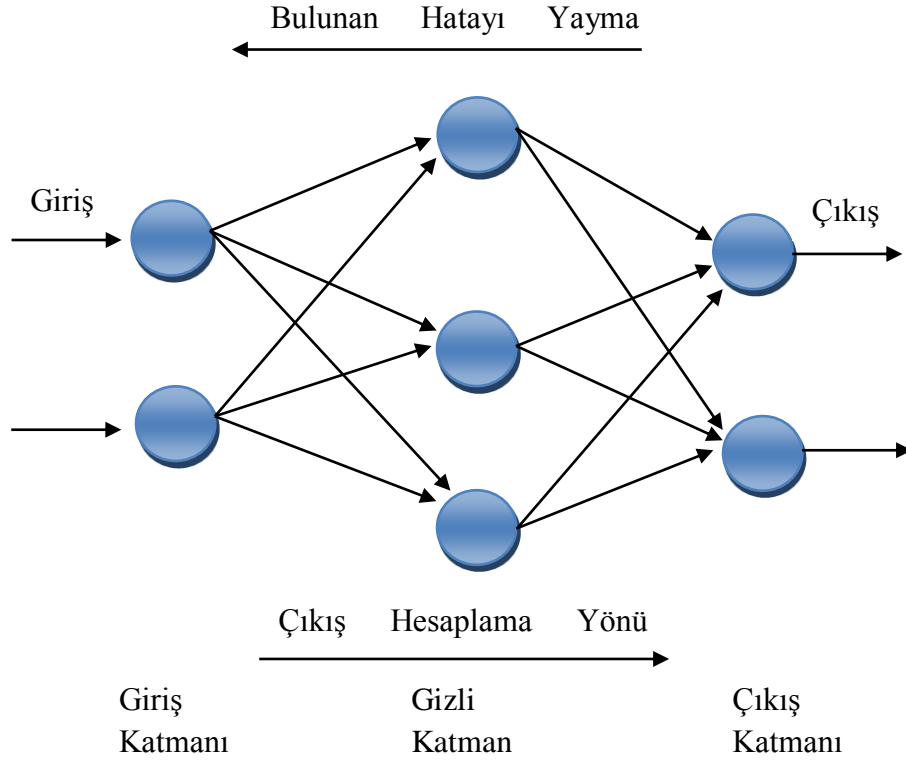 Bulunan Hatayı Yayma
Giriş
Çıkış
Çıkış Hesaplama Yönü
Giriş
Katmanı
Gizli
Katman
Çıkış
Katmanı